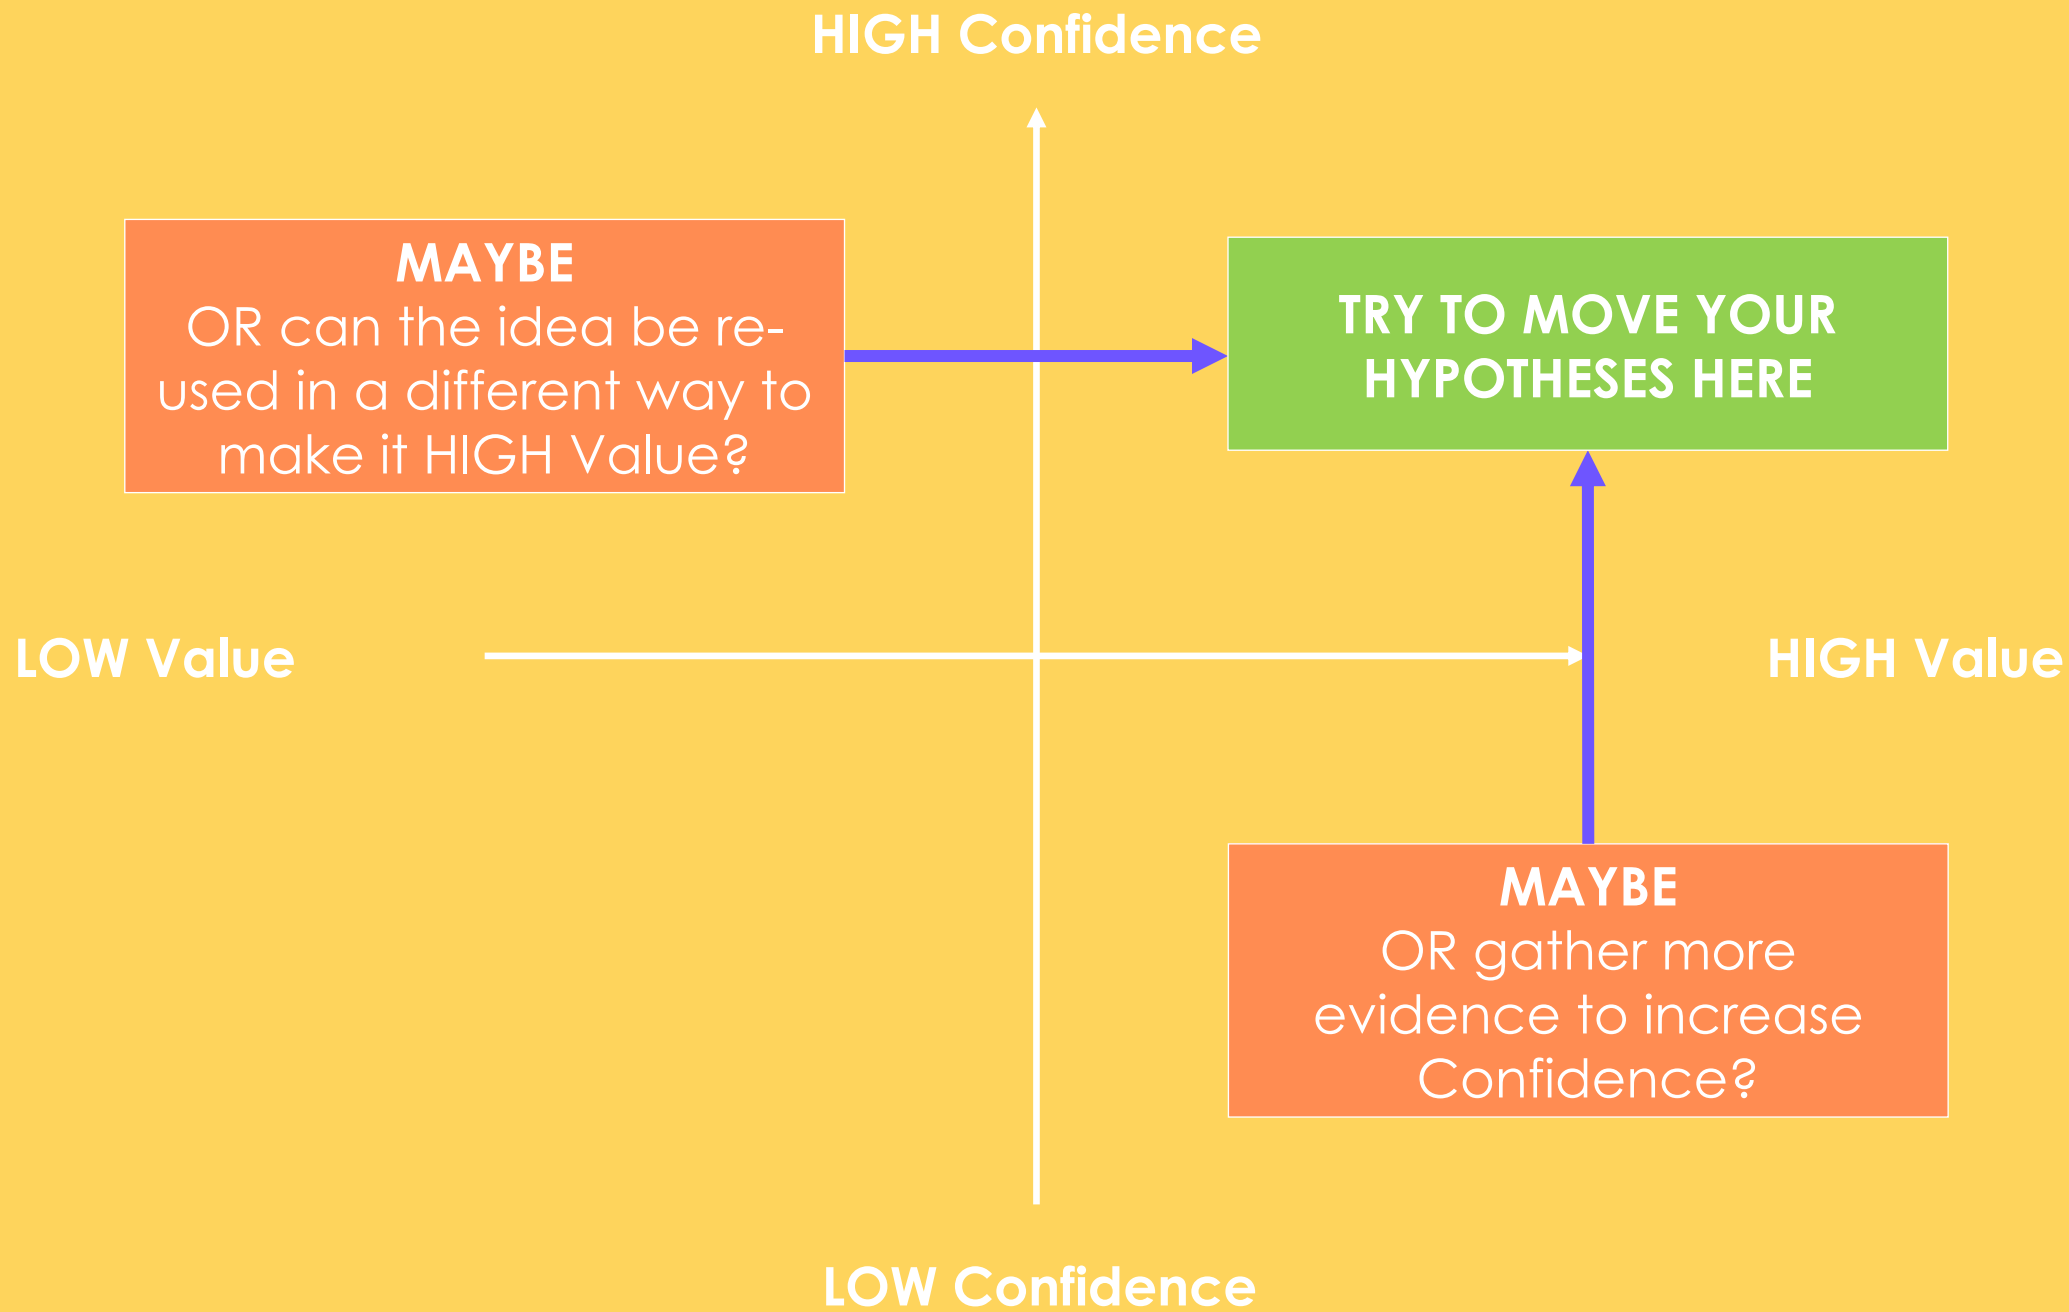 HIGH Confidence
MAYBE
OR can the idea be re-
used in a different way to
make it HIGH Value?
TRY TO MOVE YOUR
HYPOTHESES HERE
LOW Value
HIGH Value
MAYBE
OR gather more
evidence to increase
Confidence?
LOW Confidence